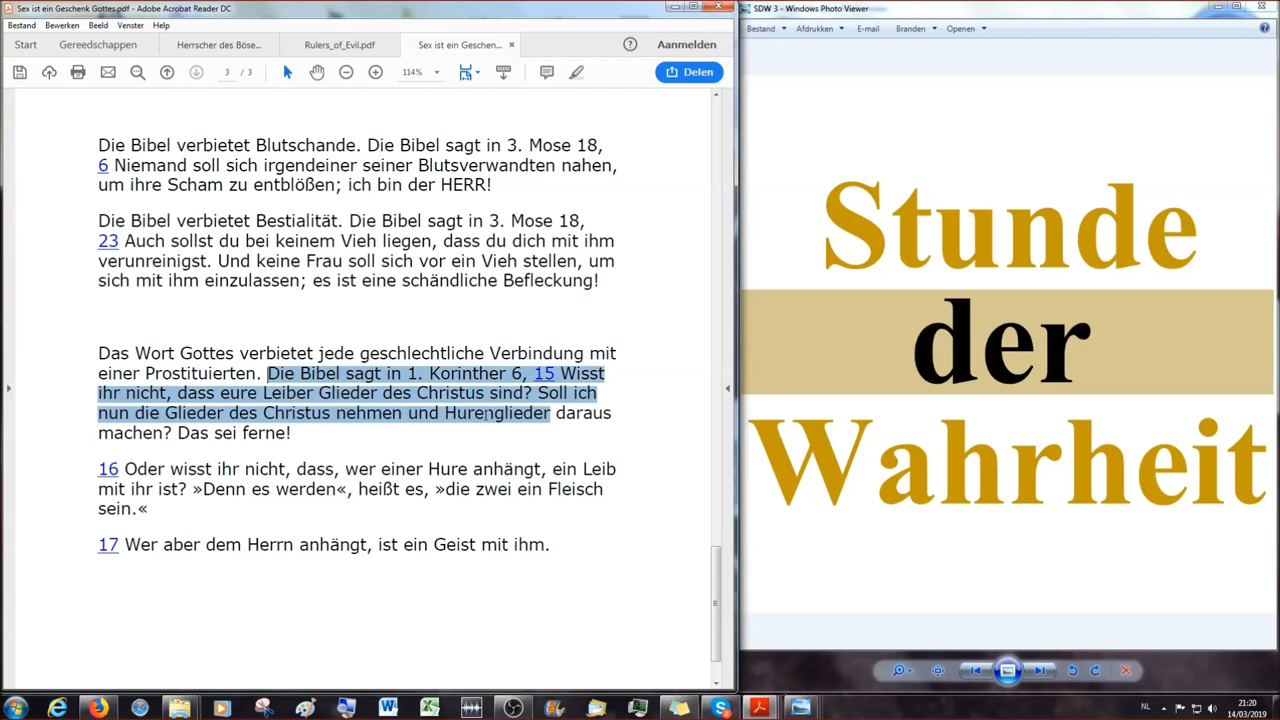 Sex ist ein Geschenk Gottes.pdf - Adobe Acrobat Reader DC
Bestand Bewerken Beeld Venster Help
Start Gereedschappen Herrscher des Böse... Rulers_of_Evil.pdf Sex ist ein Geschen... × Aanmelden
3 / 3 114% Delen
Die Bibel verbietet Blutschande. Die Bibel sagt in 3. Mose 18,
6 Niemand soll sich irgendeiner seiner Blutsverwandten nahen,
um ihre Scham zu entblößen; ich bin der HERR!
Die Bibel verbietet Bestialität. Die Bibel sagt in 3. Mose 18,
23 Auch sollst du bei keinem Vieh liegen, dass du dich mit ihm
verunreinigst. Und keine Frau soll sich vor ein Vieh stellen, um
sich mit ihm einzulassen; es ist eine schändliche Befleckung!
Das Wort Gottes verbietet jede geschlechtliche Verbindung mit
einer Prostituierten. Die Bibel sagt in 1. Korinther 6, 15 Wisst
ihr nicht, dass eure Leiber Glieder des Christus sind? Soll ich
nun die Glieder des Christus nehmen und Hurenglieder daraus
machen? Das sei ferne!
16 Oder wisst ihr nicht, dass, wer einer Hure anhängt, ein Leib
mit ihr ist? »Denn es werden«, heißt es, »die zwei ein Fleisch
sein.«
17 Wer aber dem Herrn anhängt, ist ein Geist mit ihm.
SDW 3 - Windows Photo Viewer
Bestand Afdrukken E-mail Branden Openen
Stunde
der
Wahrheit
NL 21:20
14/03/2019